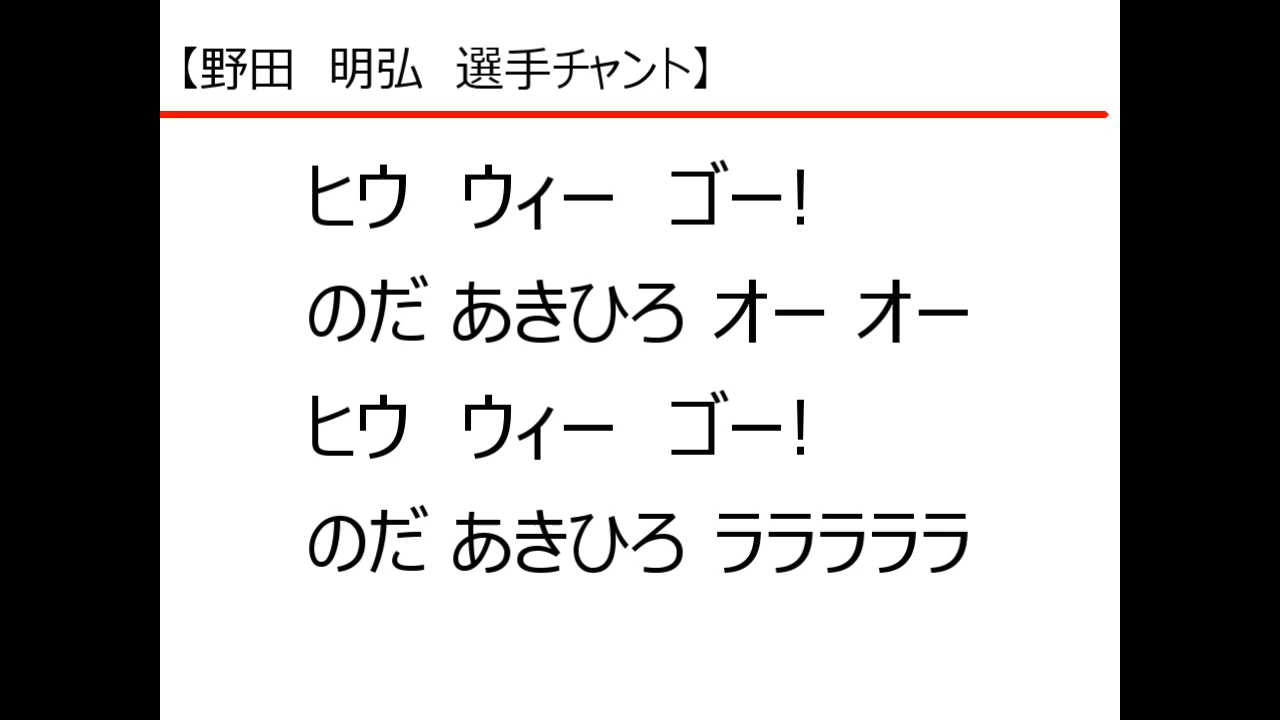 【野田　明弘　選手チャント】
ヒウ　ウィー　ゴー！
のだ あきひろ オー オー
ヒウ　ウィー　ゴー！
のだ あきひろ ラララララ